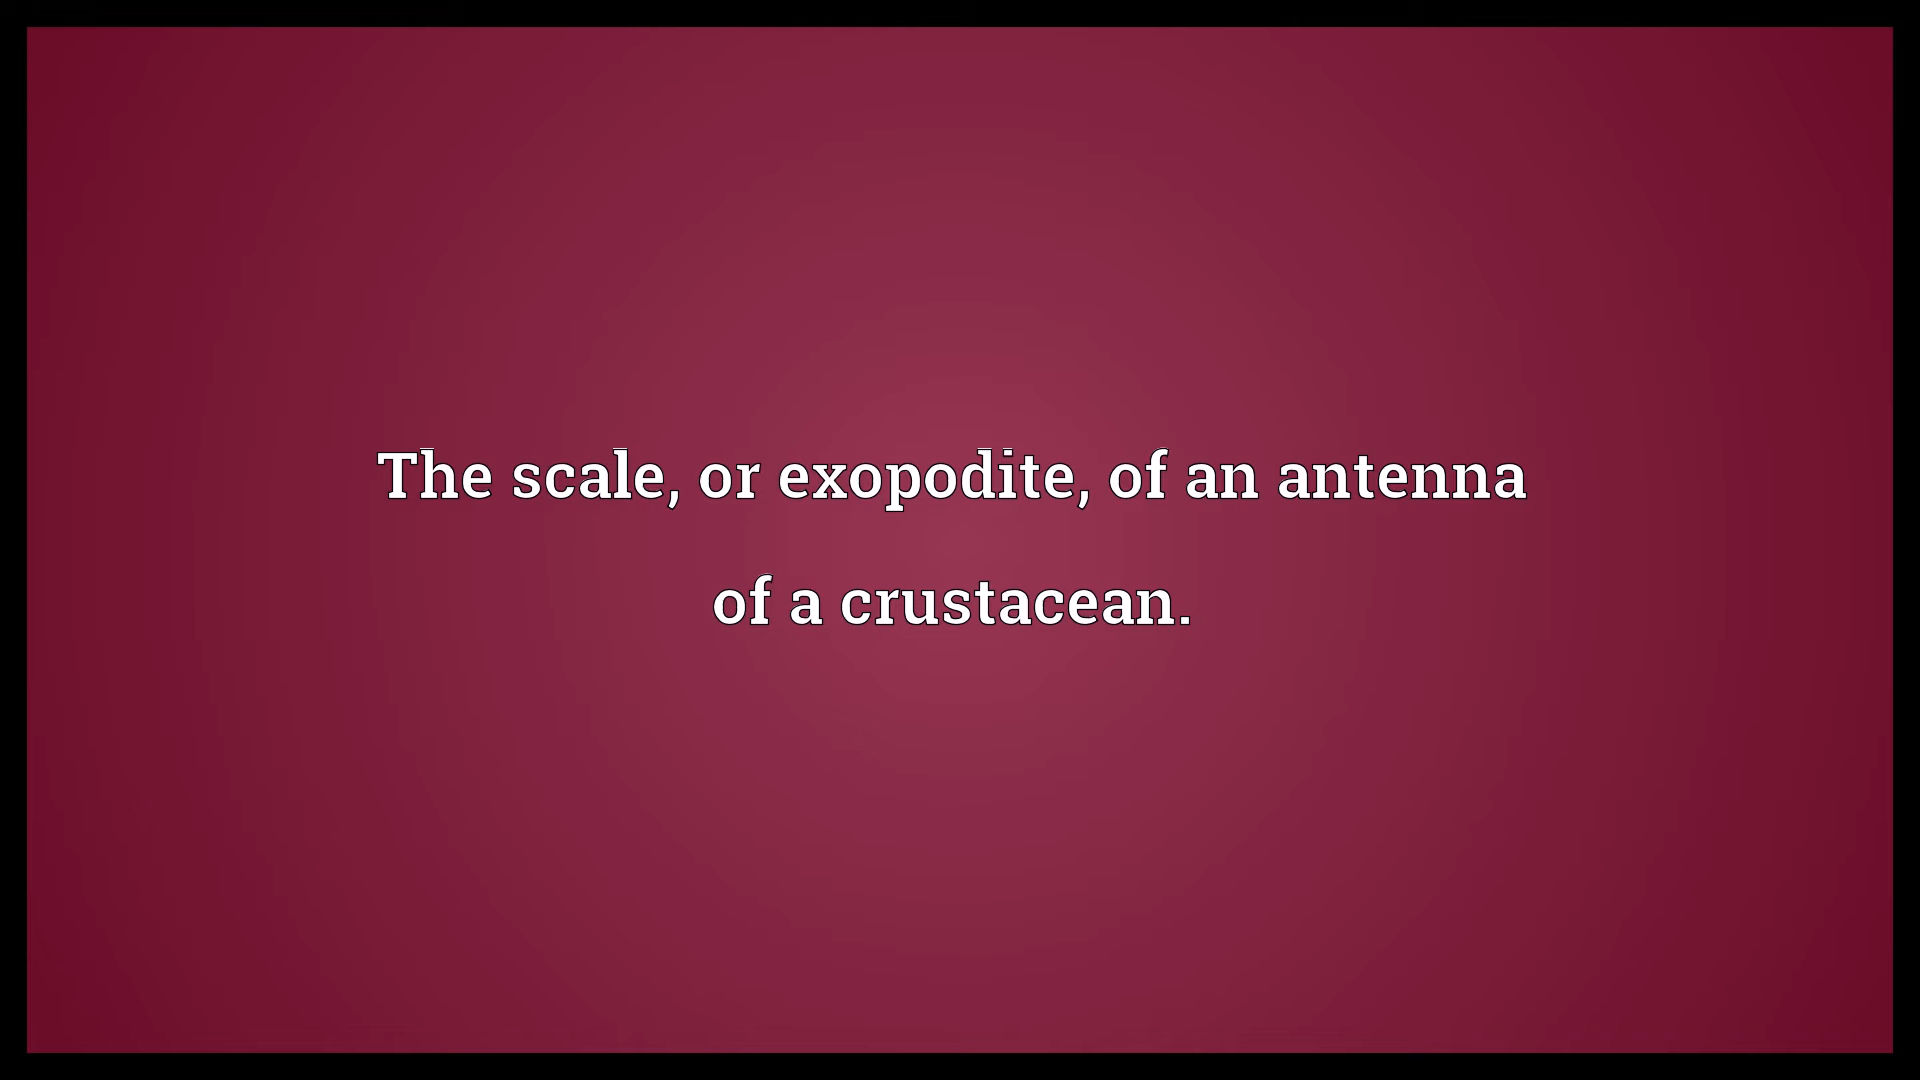 The scale, or exopodite, of an antenna
of a crustacean.